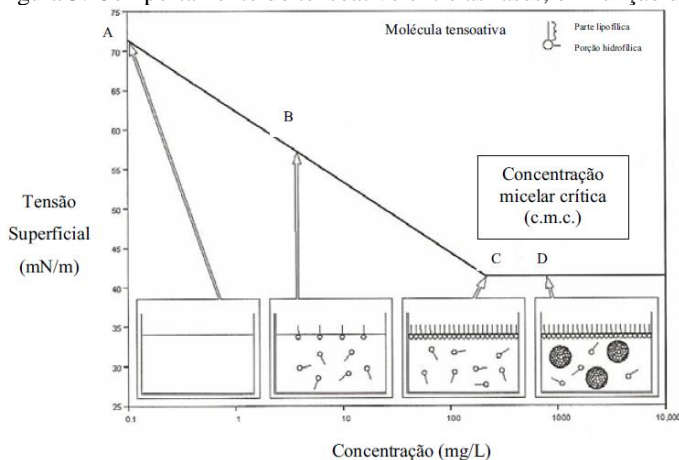 Molécula tensoativa
Parte lipofílica
Porção hidrofílica
A
B
C
D
Concentração
micelar crítica
(c.m.c.)
Tensão
Superficial
(mN/m)
75
70
65
60
55
50
45
40
35
30
25
0.1
1
10
100
1000
10,000
Concentração (mg/L)